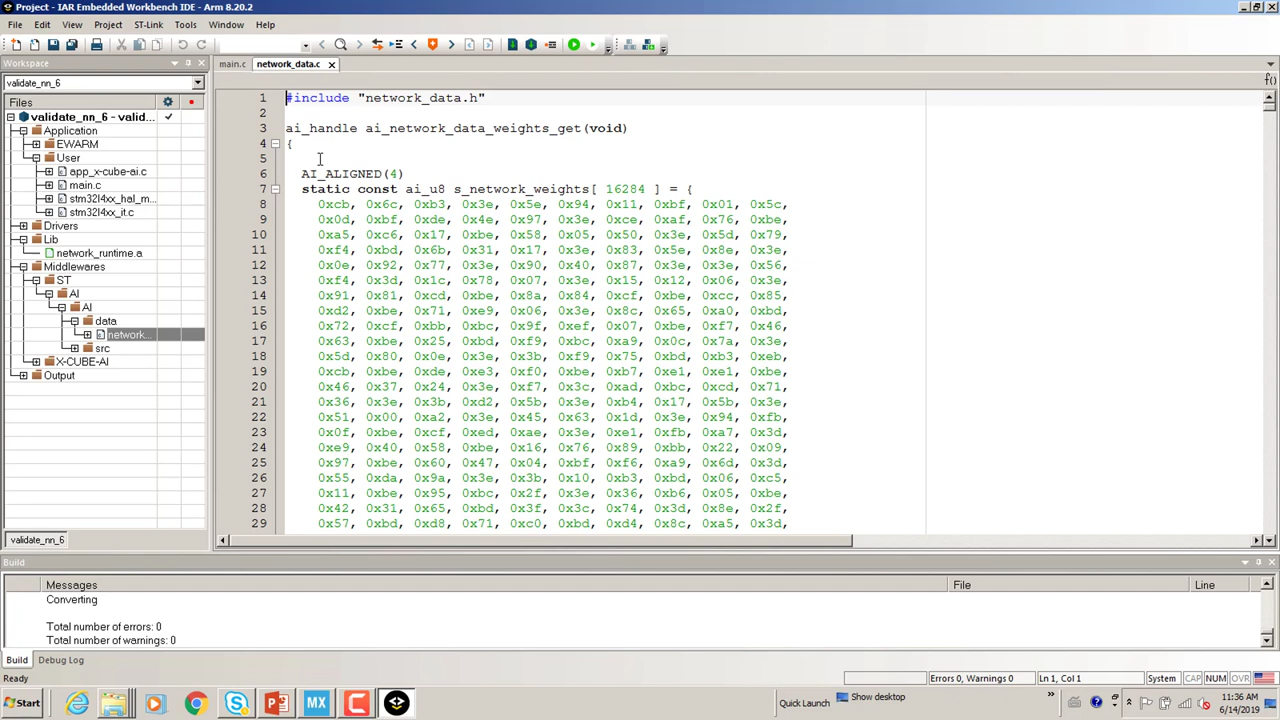 Project - IAR Embedded Workbench IDE - Arm 8.20.2
File Edit View Project ST-Link Tools Window Help
Workspace
validate_nn_6
Files
validate_nn_6 - valid...
Application
EWARM
User
app_x-cube-ai.c
main.c
stm32l4xx_hal_m...
stm32l4xx_it.c
Drivers
Lib
network_runtime.a
Middlewares
ST
AI
AI
data
network...
src
X-CUBE-AI
Output
validate_nn_6
main.c network_data.c x
f()
1 #include "network_data.h"
2
3 ai_handle ai_network_data_weights_get(void)
4 {
5
6 AI_ALIGNED(4)
7 static const ai_u8 s_network_weights[ 16284 ] = {
8 0xcb, 0x6c, 0xb3, 0x3e, 0x5e, 0x94, 0x11, 0xbf, 0x01, 0x5c,
9 0x0d, 0xbf, 0xde, 0x4e, 0x97, 0x3e, 0xce, 0xaf, 0x76, 0xbe,
10 0xa5, 0xc6, 0x17, 0xbe, 0x58, 0x05, 0x50, 0x3e, 0x5d, 0x79,
11 0xf4, 0xbd, 0x6b, 0x31, 0x17, 0x3e, 0x83, 0x5e, 0x8e, 0x3e,
12 0x0e, 0x92, 0x77, 0x3e, 0x90, 0x40, 0x87, 0x3e, 0x3e, 0x56,
13 0xf4, 0x3d, 0x1c, 0x78, 0x07, 0x3e, 0x15, 0x12, 0x06, 0x3e,
14 0x91, 0x81, 0xcd, 0xbe, 0x8a, 0x84, 0xcf, 0xbe, 0xcc, 0x85,
15 0xd2, 0xbe, 0x71, 0xe9, 0x06, 0x3e, 0x8c, 0x65, 0xa0, 0xbd,
16 0x72, 0xcf, 0xbb, 0xbc, 0x9f, 0xef, 0x07, 0xbe, 0xf7, 0x46,
17 0x63, 0xbe, 0x25, 0xbd, 0xf9, 0xbc, 0xa9, 0x0c, 0x7a, 0x3e,
18 0x5d, 0x80, 0x0e, 0x3e, 0x3b, 0xf9, 0x75, 0xbd, 0xb3, 0xeb,
19 0xcb, 0xbe, 0xde, 0xe3, 0xf0, 0xbe, 0xb7, 0xe1, 0xe1, 0xbe,
20 0x46, 0x37, 0x24, 0x3e, 0xf7, 0x3c, 0xad, 0xbc, 0xcd, 0x71,
21 0x36, 0x3e, 0x3b, 0xd2, 0x5b, 0x3e, 0xb4, 0x17, 0x5b, 0x3e,
22 0x51, 0x00, 0xa2, 0x3e, 0x45, 0x63, 0x1d, 0x3e, 0x94, 0xfb,
23 0x0f, 0xbe, 0xcf, 0xed, 0xae, 0x3e, 0xe1, 0xfb, 0xa7, 0x3d,
24 0xe9, 0x40, 0x58, 0xbe, 0x16, 0x76, 0x89, 0xbb, 0x22, 0x09,
25 0x97, 0xbe, 0x60, 0x47, 0x04, 0xbf, 0xf6, 0xa9, 0x6d, 0x3d,
26 0x55, 0xda, 0x9a, 0x3e, 0x3b, 0x10, 0xb3, 0xbd, 0x06, 0xc5,
27 0x11, 0xbe, 0x95, 0xbc, 0x2f, 0x3e, 0x36, 0xb6, 0x05, 0xbe,
28 0x42, 0x31, 0x65, 0xbd, 0x3f, 0x3c, 0x74, 0x3d, 0x8e, 0x2f,
29 0x57, 0xbd, 0xd8, 0x71, 0xc0, 0xbd, 0xd4, 0x8c, 0xa5, 0x3d,
Build
Messages File Line
Converting
Total number of errors: 0
Total number of warnings: 0
Build Debug Log
Ready Errors 0, Warnings 0 Ln 1, Col 1 System CAP NUM OVR
Start MX Quick Launch Show desktop
11:36 AM
6/14/2019